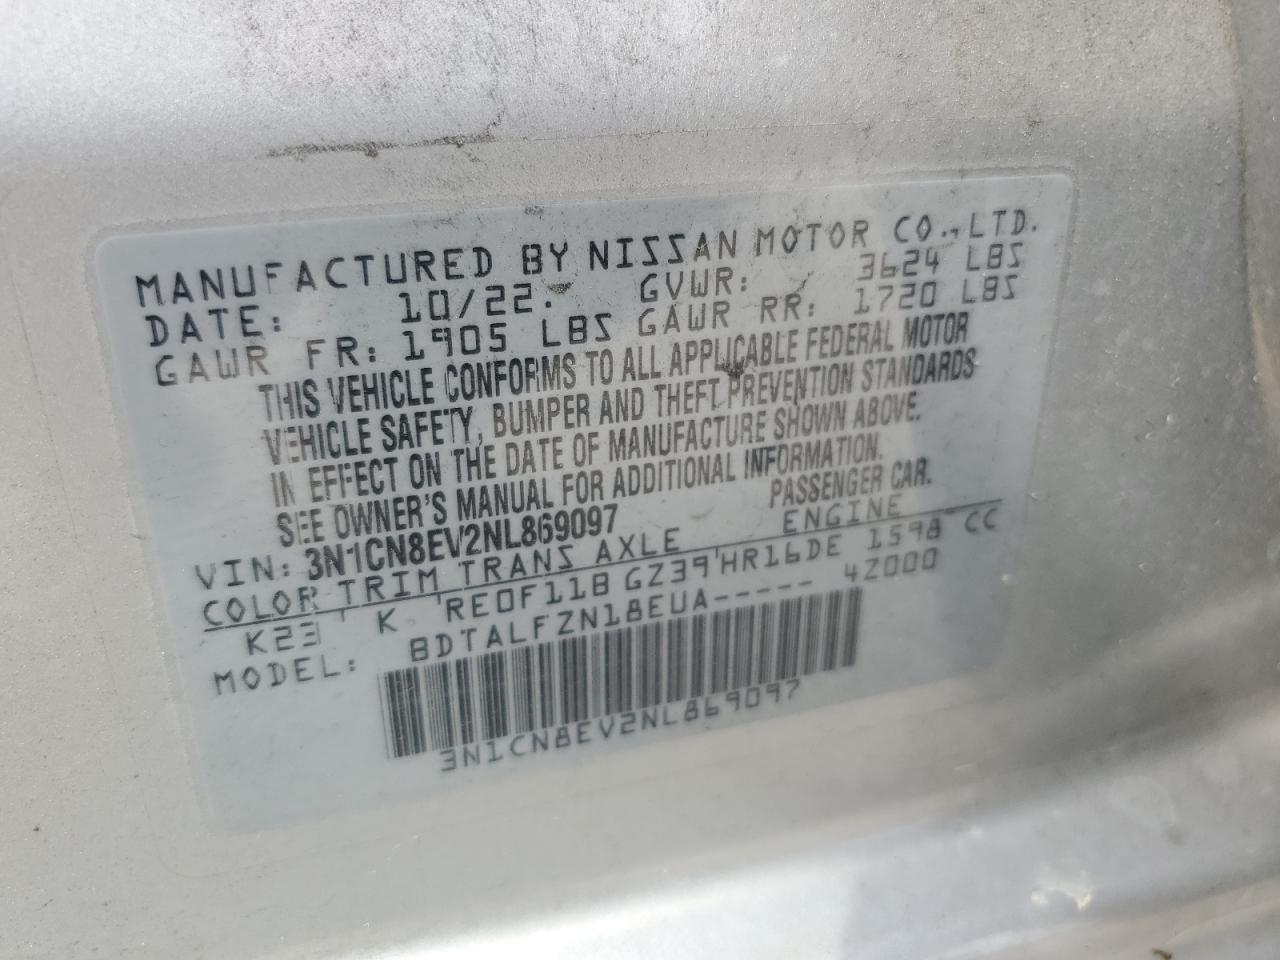 MANUFACTURED BY NISSAN MOTOR CO., LTD.
DATE: 10/22. GVWR: 3624 LBS
GAWR FR: 1905 LBS GAWR RR: 1720 LBS
THIS VEHICLE CONFORMS TO ALL APPLICABLE FEDERAL MOTOR
VEHICLE SAFETY, BUMPER AND THEFT PREVENTION STANDARDS
IN EFFECT ON THE DATE OF MANUFACTURE SHOWN ABOVE.
SEE OWNER'S MANUAL FOR ADDITIONAL INFORMATION.
VIN: 3N1CN8EV2NL869097 PASSENGER CAR.
COLOR TRIM TRANS AXLE ENGINE
K23 K RE0F11B GZ39 HR16DE 1598 CC
MODEL: BDTALFZN18EUA----- 4Z000
3N1CN8EV2NL869097